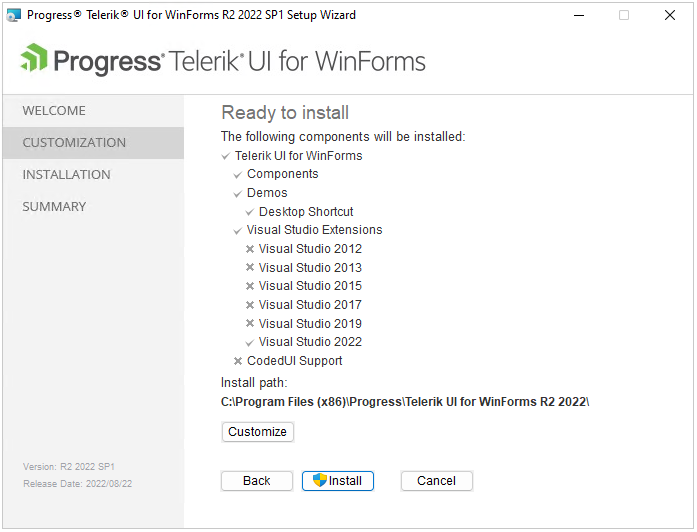 Progress® Telerik® UI for WinForms R2 2022 SP1 Setup Wizard
Progress® Telerik® UI for WinForms
WELCOME
CUSTOMIZATION
INSTALLATION
SUMMARY
Ready to install
The following components will be installed:
Telerik UI for WinForms
Components
Demos
Desktop Shortcut
Visual Studio Extensions
Visual Studio 2012
Visual Studio 2013
Visual Studio 2015
Visual Studio 2017
Visual Studio 2019
Visual Studio 2022
CodedUI Support
Install path:
C:\Program Files (x86)\Progress\Telerik UI for WinForms R2 2022\
Customize
Version: R2 2022 SP1
Release Date: 2022/08/22
Back Install Cancel